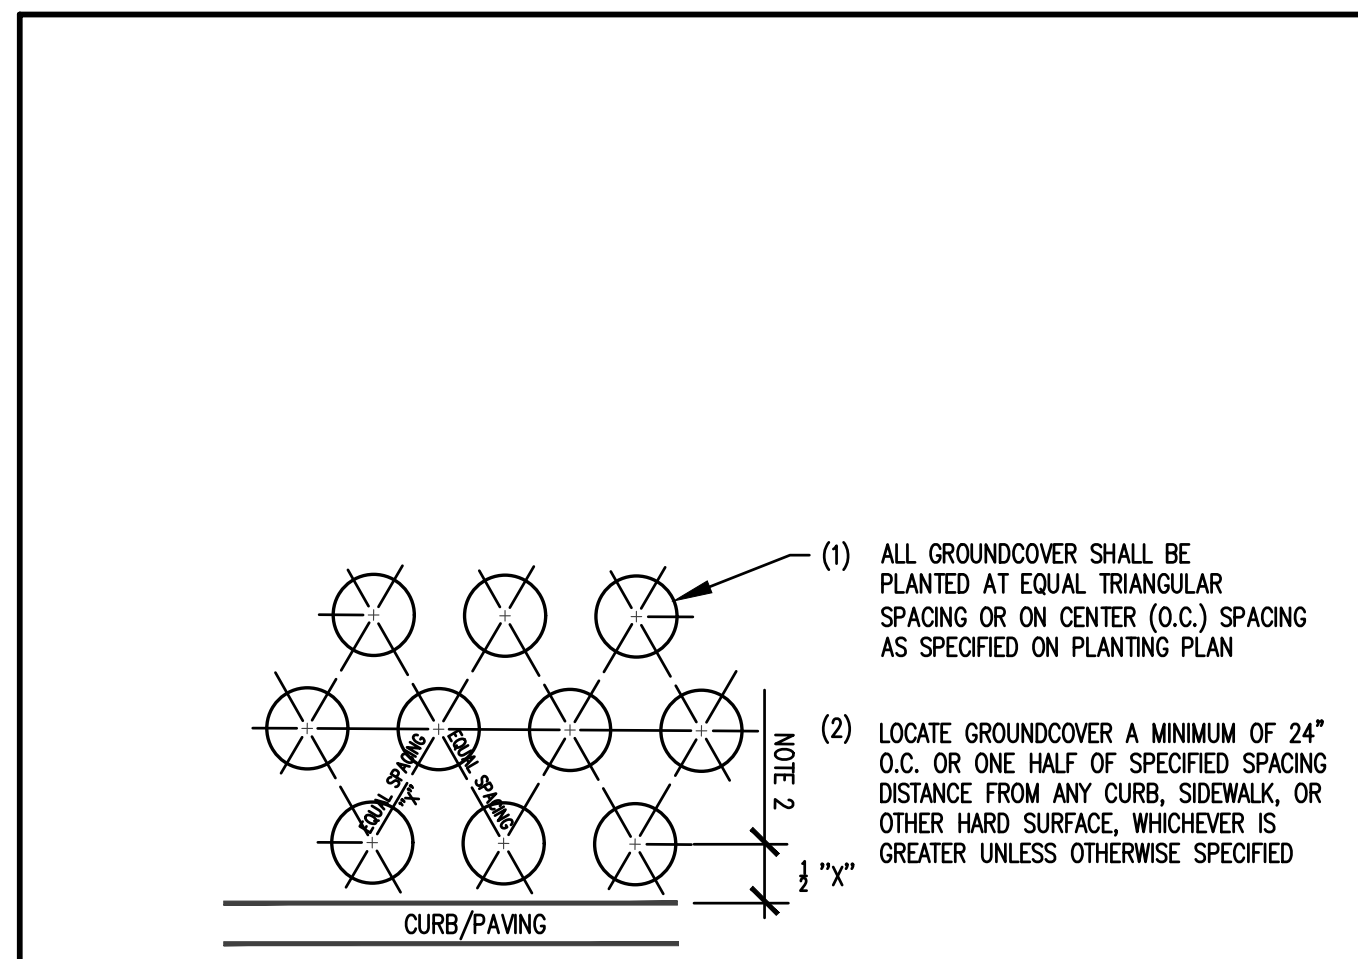 (1) ALL GROUNDCOVER SHALL BE
PLANTED AT EQUAL TRIANGULAR
SPACING OR ON CENTER (O.C.) SPACING
AS SPECIFIED ON PLANTING PLAN
(2) LOCATE GROUNDCOVER A MINIMUM OF 24"
O.C. OR ONE HALF OF SPECIFIED SPACING
DISTANCE FROM ANY CURB, SIDEWALK, OR
OTHER HARD SURFACE, WHICHEVER IS
GREATER UNLESS OTHERWISE SPECIFIED
EQUAL SPACING
"X"
EQUAL SPACING
NOTE 2
½ "X"
CURB/PAVING